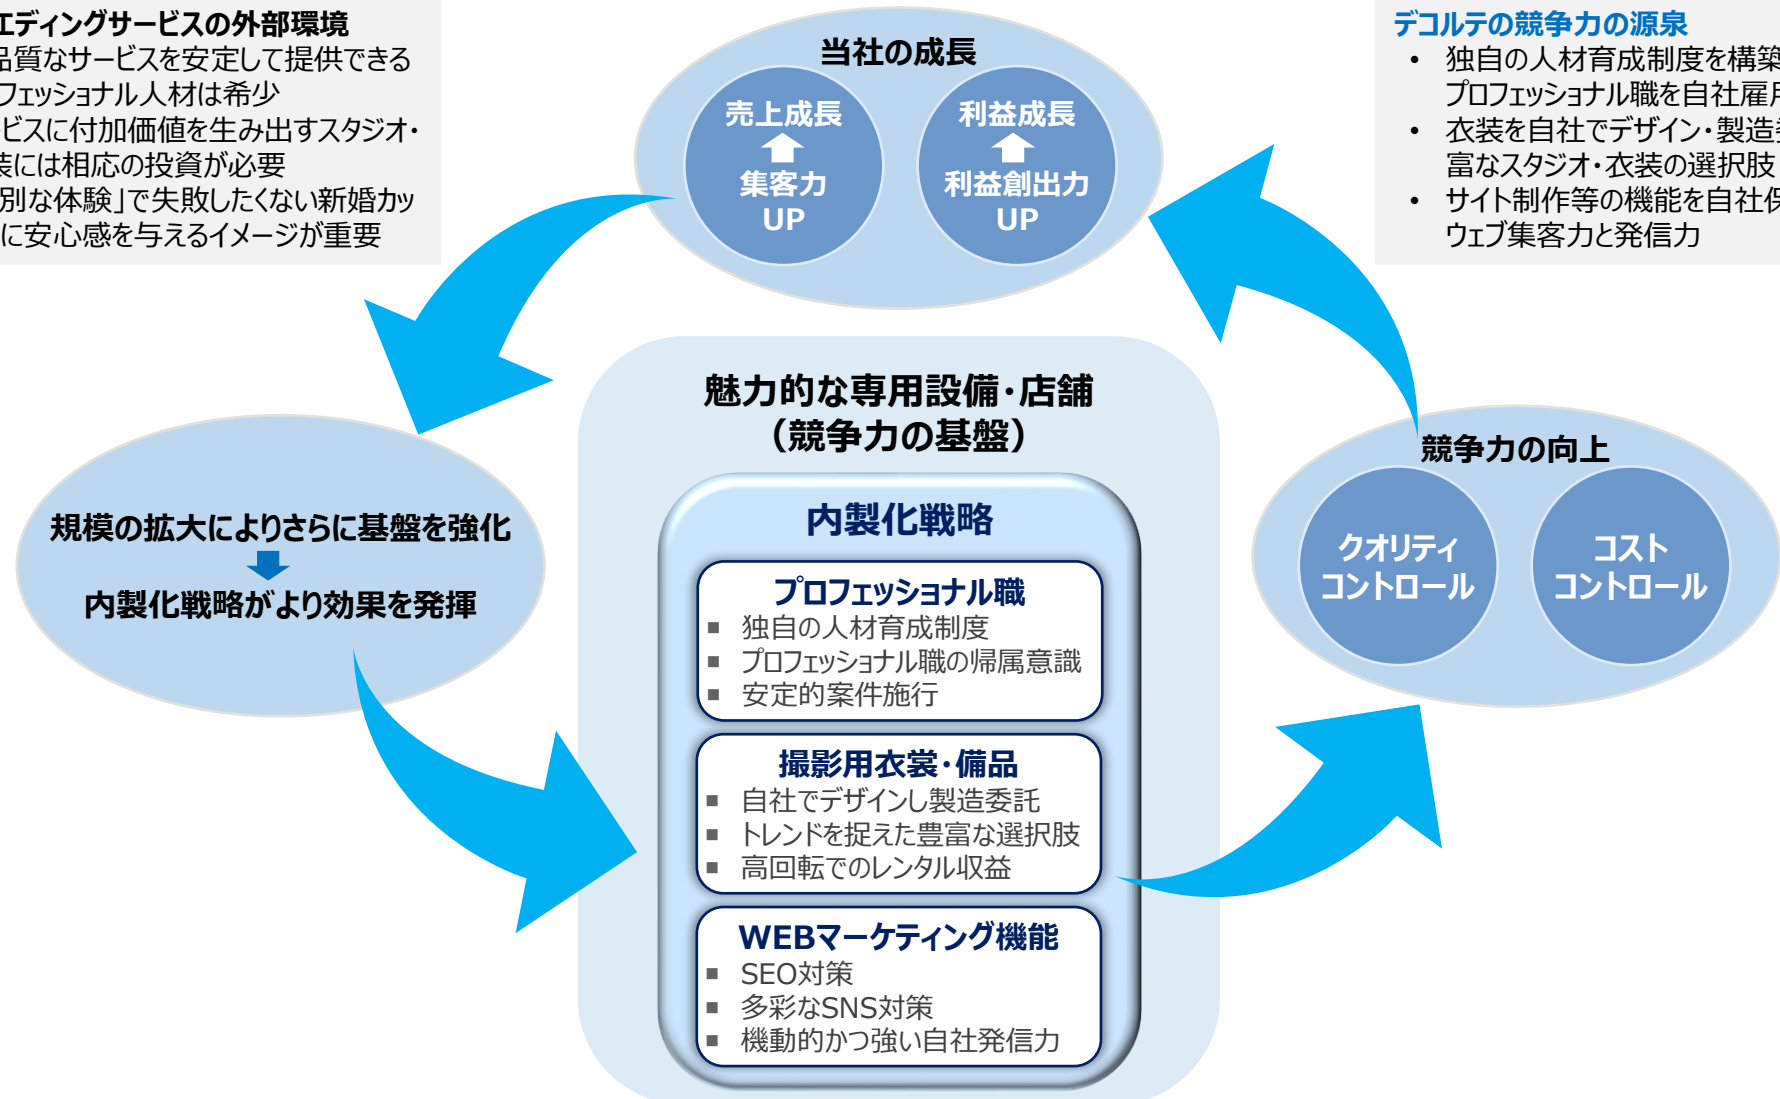 エディングサービスの外部環境
品質なサービスを安定して提供できる
フェッショナル人材は希少
ービスに付加価値を生み出すスタジオ・
装には相応の投資が必要
別な体験」で失敗したくない新婚カッ
に安心感を与えるイメージが重要
当社の成長
売上成長
集客力
UP
利益成長
利益創出力
UP
デコルテの競争力の源泉
• 独自の人材育成制度を構築
プロフェッショナル職を自社雇用
• 衣装を自社でデザイン・製造
富なスタジオ・衣装の選択肢
• サイト制作等の機能を自社保
ウェブ集客力と発信力
規模の拡大によりさらに基盤を強化
内製化戦略がより効果を発揮
魅力的な専用設備・店舗
（競争力の基盤）
内製化戦略
プロフェッショナル職
■ 独自の人材育成制度
■ プロフェッショナル職の帰属意識
■ 安定的案件施行
撮影用衣裳・備品
■ 自社でデザインし製造委託
■ トレンドを捉えた豊富な選択肢
■ 高回転でのレンタル収益
WEBマーケティング機能
■ SEO対策
■ 多彩なSNS対策
■ 機動的かつ強い自社発信力
競争力の向上
クオリティ
コントロール
コスト
コントロール